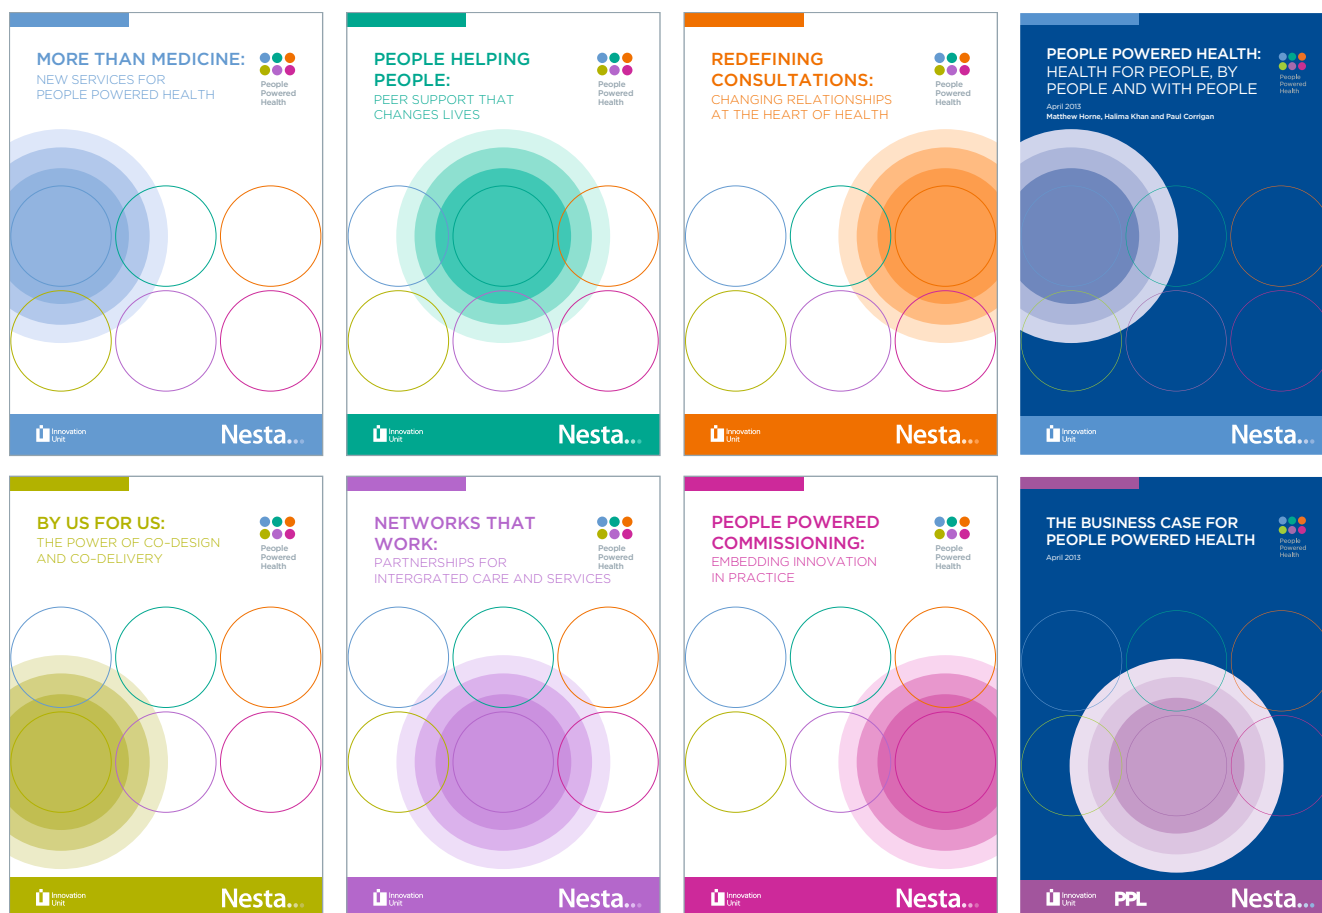 MORE THAN MEDICINE:
NEW SERVICES FOR
PEOPLE POWERED HEALTH
People
Powered
Health
Innovation
Unit
Nesta...
PEOPLE HELPING
PEOPLE:
PEER SUPPORT THAT
CHANGES LIVES
People
Powered
Health
Innovation
Unit
Nesta...
REDEFINING
CONSULTATIONS:
CHANGING RELATIONSHIPS
AT THE HEART OF HEALTH
People
Powered
Health
Innovation
Unit
Nesta...
PEOPLE POWERED HEALTH:
HEALTH FOR PEOPLE, BY
PEOPLE AND WITH PEOPLE
April 2013
Matthew Horne, Halima Khan and Paul Corrigan
People
Powered
Health
Innovation
Unit
Nesta...
BY US FOR US:
THE POWER OF CO–DESIGN
AND CO–DELIVERY
People
Powered
Health
Innovation
Unit
Nesta...
NETWORKS THAT
WORK:
PARTNERSHIPS FOR
INTERGRATED CARE AND SERVICES
People
Powered
Health
Innovation
Unit
Nesta...
PEOPLE POWERED
COMMISSIONING:
EMBEDDING INNOVATION
IN PRACTICE
People
Powered
Health
Innovation
Unit
Nesta...
THE BUSINESS CASE FOR
PEOPLE POWERED HEALTH
April 2013
People
Powered
Health
Innovation
Unit
PPL
Nesta...